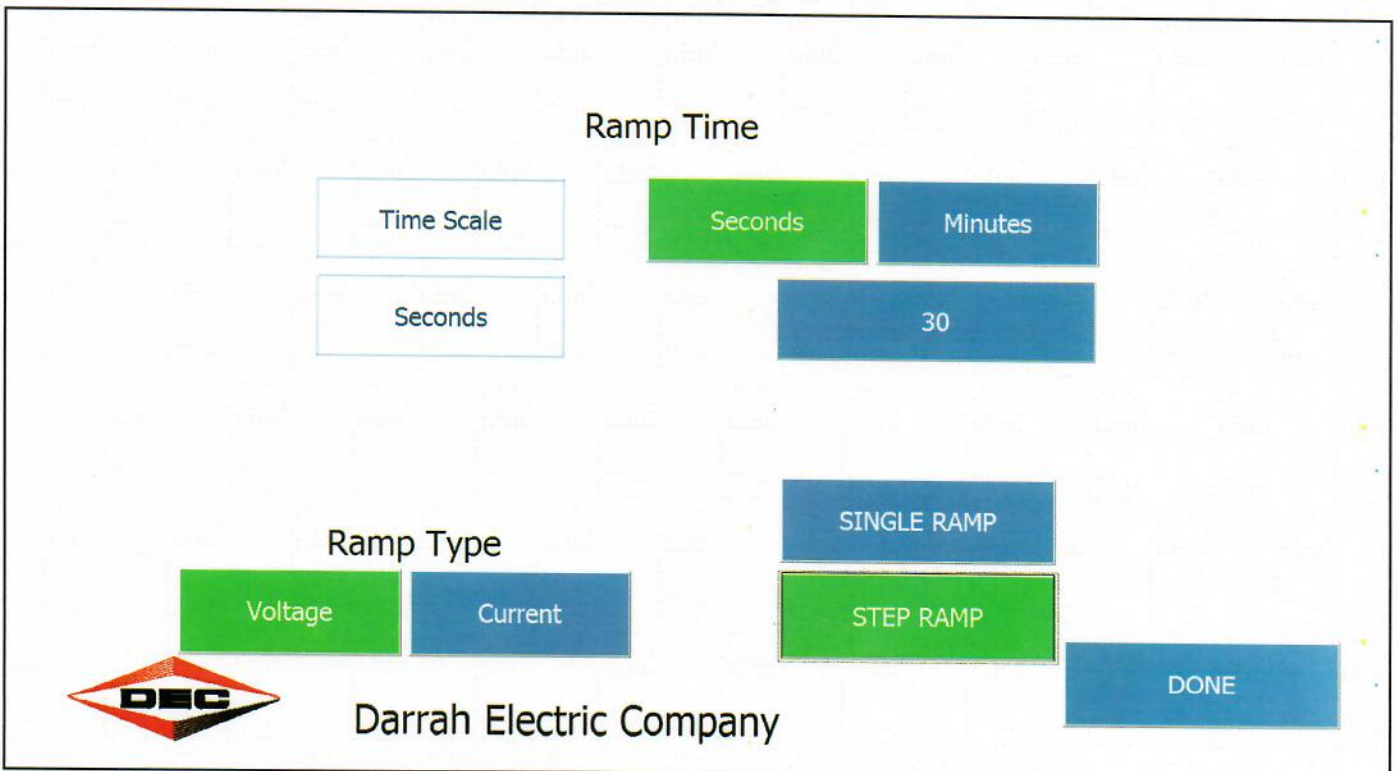 Ramp Time
Time Scale
Seconds
Minutes
Seconds
30
SINGLE RAMP
Ramp Type
Voltage
Current
STEP RAMP
DONE
DEC
Darrah Electric Company